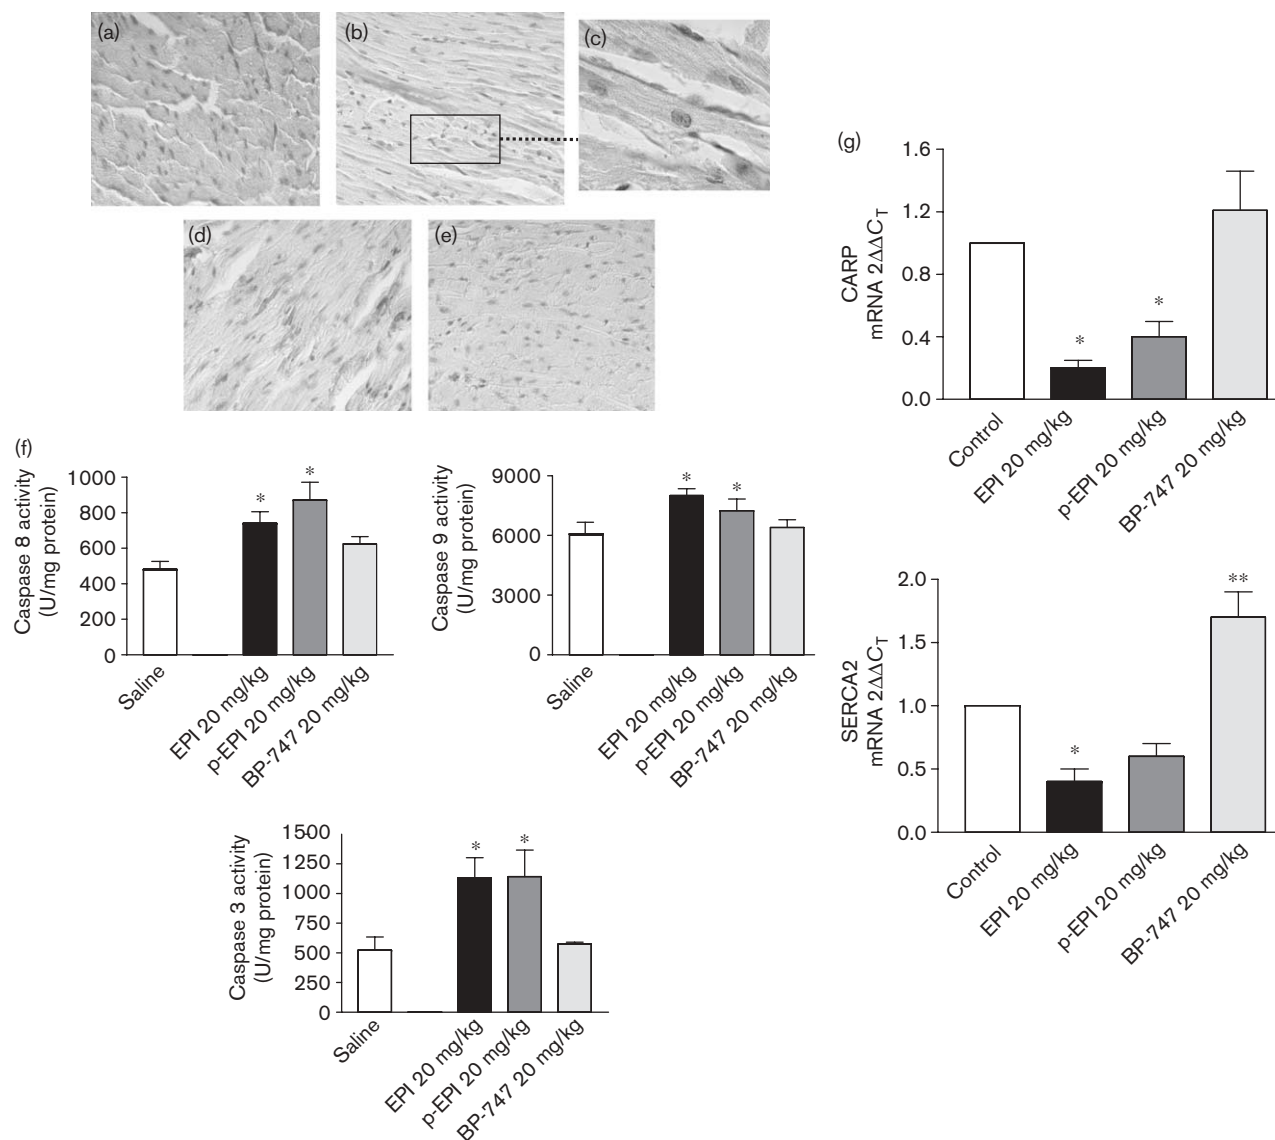 (a)
(b)
(c)
(d)
(e)
(f)
Caspase 8 activity
(U/mg protein)
1000
800
600
400
200
0
*
*
Saline
EPI 20 mg/kg
p-EPI 20 mg/kg
BP-747 20 mg/kg
Caspase 9 activity
(U/mg protein)
9000
6000
3000
0
*
*
Saline
EPI 20 mg/kg
p-EPI 20 mg/kg
BP-747 20 mg/kg
Caspase 3 activity
(U/mg protein)
1500
1250
1000
750
500
250
0
*
*
Saline
EPI 20 mg/kg
p-EPI 20 mg/kg
BP-747 20 mg/kg
(g)
CARP
mRNA 2ΔΔCT
1.6
1.2
0.8
0.4
0.0
*
*
Control
EPI 20 mg/kg
p-EPI 20 mg/kg
BP-747 20 mg/kg
SERCA2
mRNA 2ΔΔCT
2.0
1.5
1.0
0.5
0.0
*
**
Control
EPI 20 mg/kg
p-EPI 20 mg/kg
BP-747 20 mg/kg